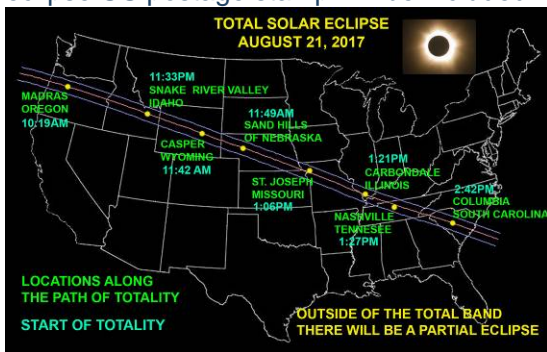 TOTAL SOLAR ECLIPSE
AUGUST 21, 2017
11:33PM
SNAKE RIVER VALLEY
IDAHO
MADRAS
OREGON
10:19AM
11:49AM
SAND HILLS
OF NEBRASKA
CASPER
WYOMING
11:42 AM
1:21PM
CARBONDALE
ILLINOIS
ST. JOSEPH
MISSOURI
1:06PM
2:42PM
COLUMBIA
SOUTH CAROLINA
NASHVILLE
TENNESEE
1:27PM
LOCATIONS ALONG
THE PATH OF TOTALITY
START OF TOTALITY
OUTSIDE OF THE TOTAL BAND
THERE WILL BE A PARTIAL ECLIPSE